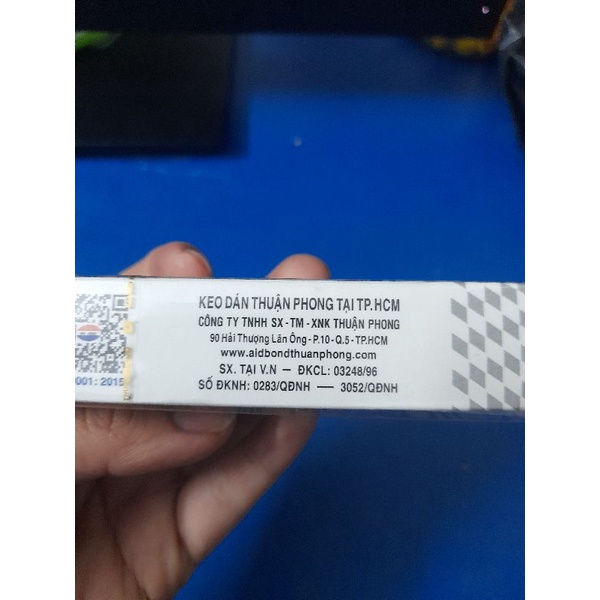 KEO DÁN THUẬN PHONG TẠI TP.HCM
CÔNG TY TNHH SX - TM - XNK THUẬN PHONG
90 Hải Thượng Lãn Ông - P.10 - Q.5 - TP.HCM
www.aidbondthuanphong.com
SX. TẠI V.N – ĐKCL: 03248/96
SỐ ĐKNH: 0283/QĐNH — 3052/QĐNH
001: 2015